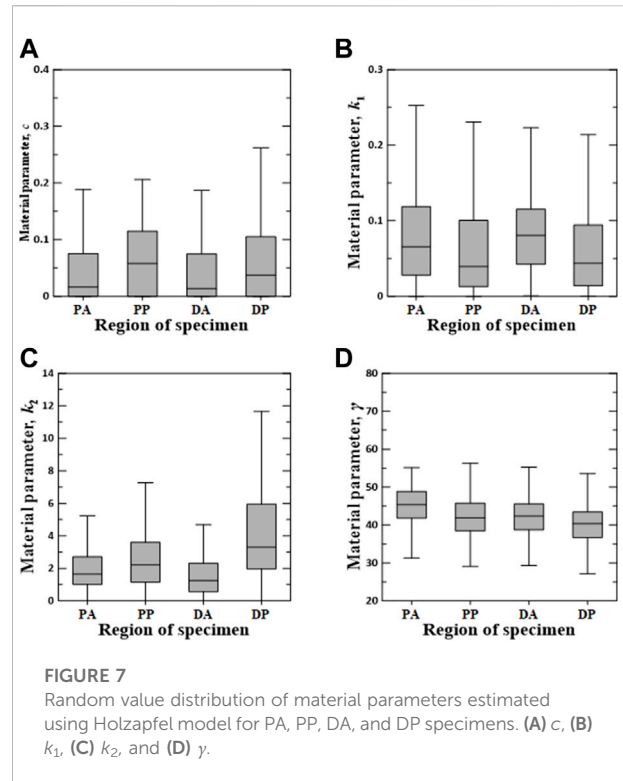 A
Material parameter, c
0.4
0.3
0.2
0.1
0
PA PP DA DP
Region of specimen
B
Material parameter, k₁
0.3
0.2
0.1
0
PA PP DA DP
Region of specimen
C
Material parameter, k₂
14
12
10
8
6
4
2
0
PA PP DA DP
Region of specimen
D
Material parameter, γ
80
70
60
50
40
30
20
PA PP DA DP
Region of specimen
FIGURE 7
Random value distribution of material parameters estimated
using Holzapfel model for PA, PP, DA, and DP specimens. (A) c, (B)
k₁, (C) k₂, and (D) γ.